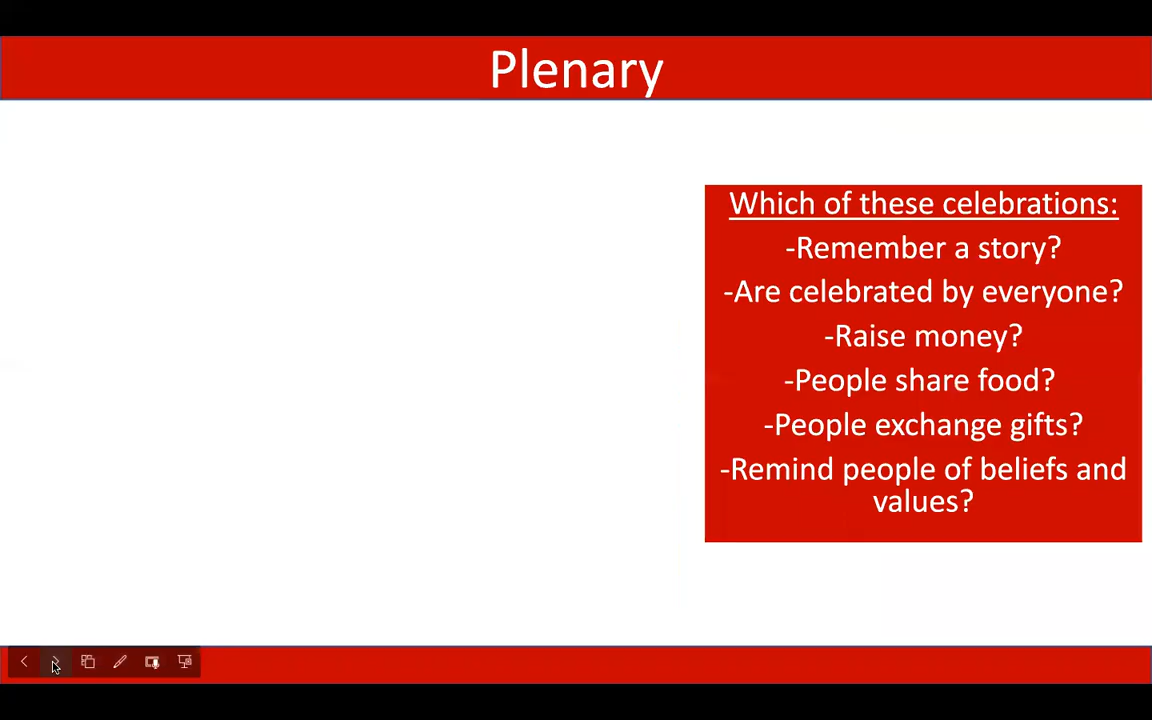 Plenary
Which of these celebrations:
-Remember a story?
-Are celebrated by everyone?
-Raise money?
-People share food?
-People exchange gifts?
-Remind people of beliefs and
values?